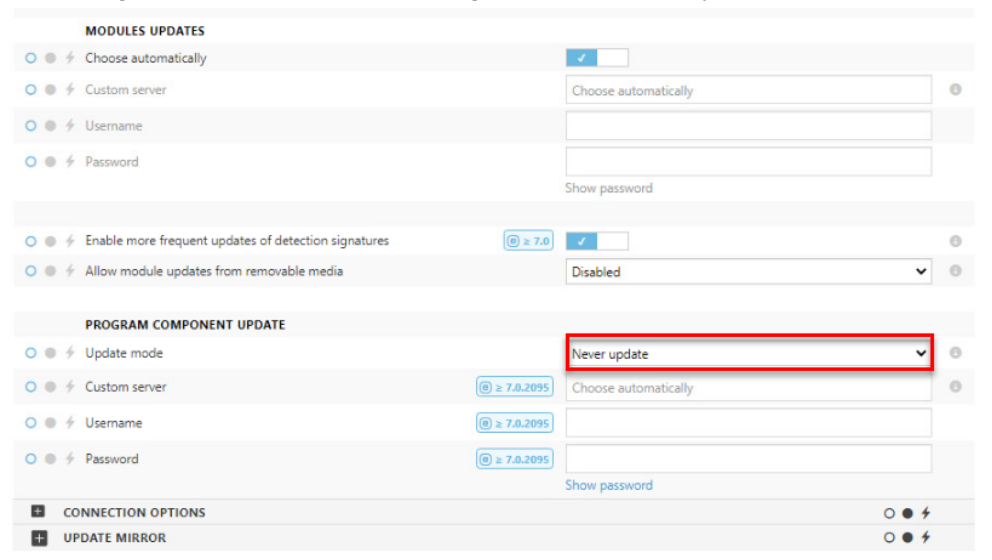 MODULES UPDATES
Choose automatically
Custom server Choose automatically
Username
Password
Show password
Enable more frequent updates of detection signatures ≥ 7.0
Allow module updates from removable media Disabled
PROGRAM COMPONENT UPDATE
Update mode Never update
Custom server ≥ 7.0.2095 Choose automatically
Username ≥ 7.0.2095
Password ≥ 7.0.2095
Show password
CONNECTION OPTIONS
UPDATE MIRROR